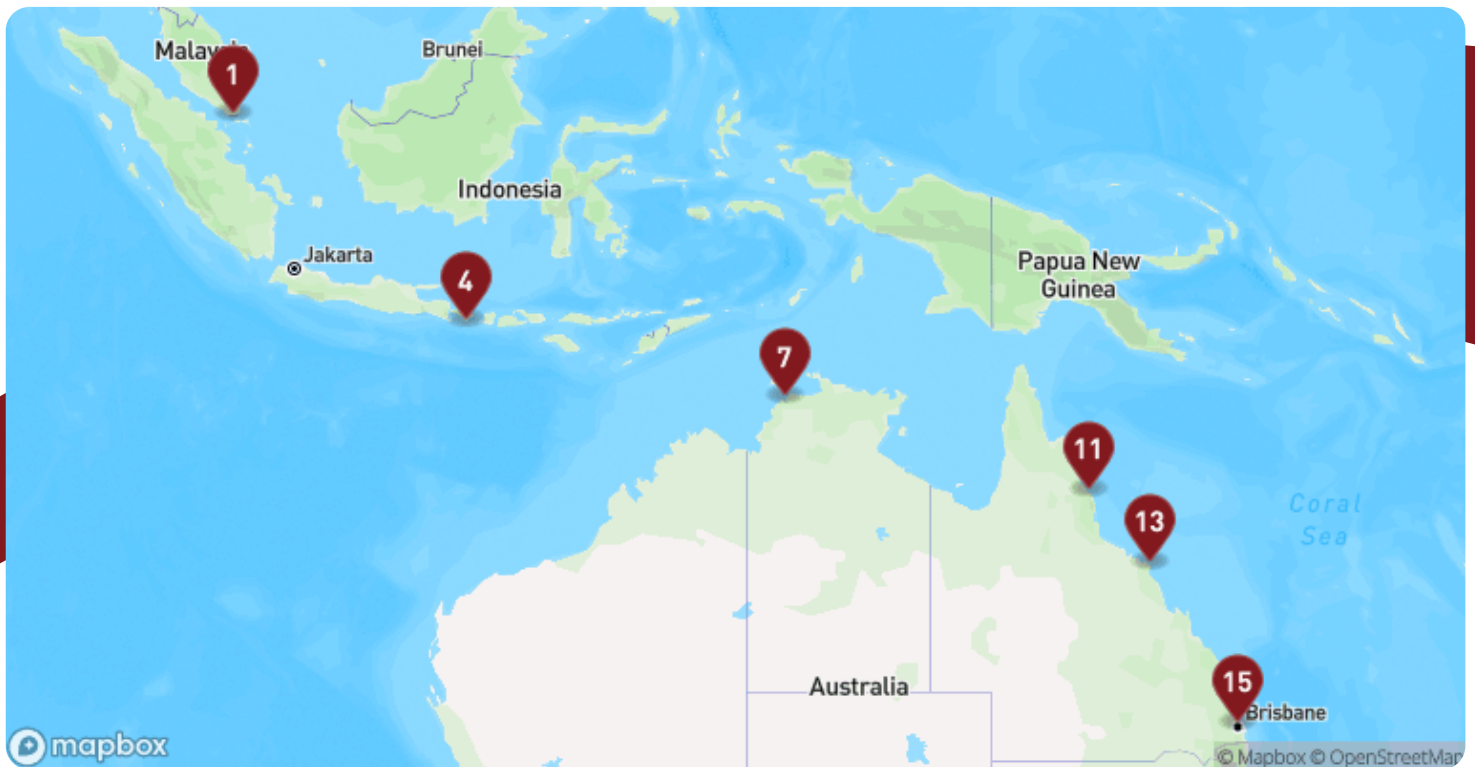 Brunei
1
Indonesia
Jakarta
4
Papua New
Guinea
7
11
13
Coral
Sea
Australia
15
Brisbane
mapbox
© Mapbox © OpenStreetMap